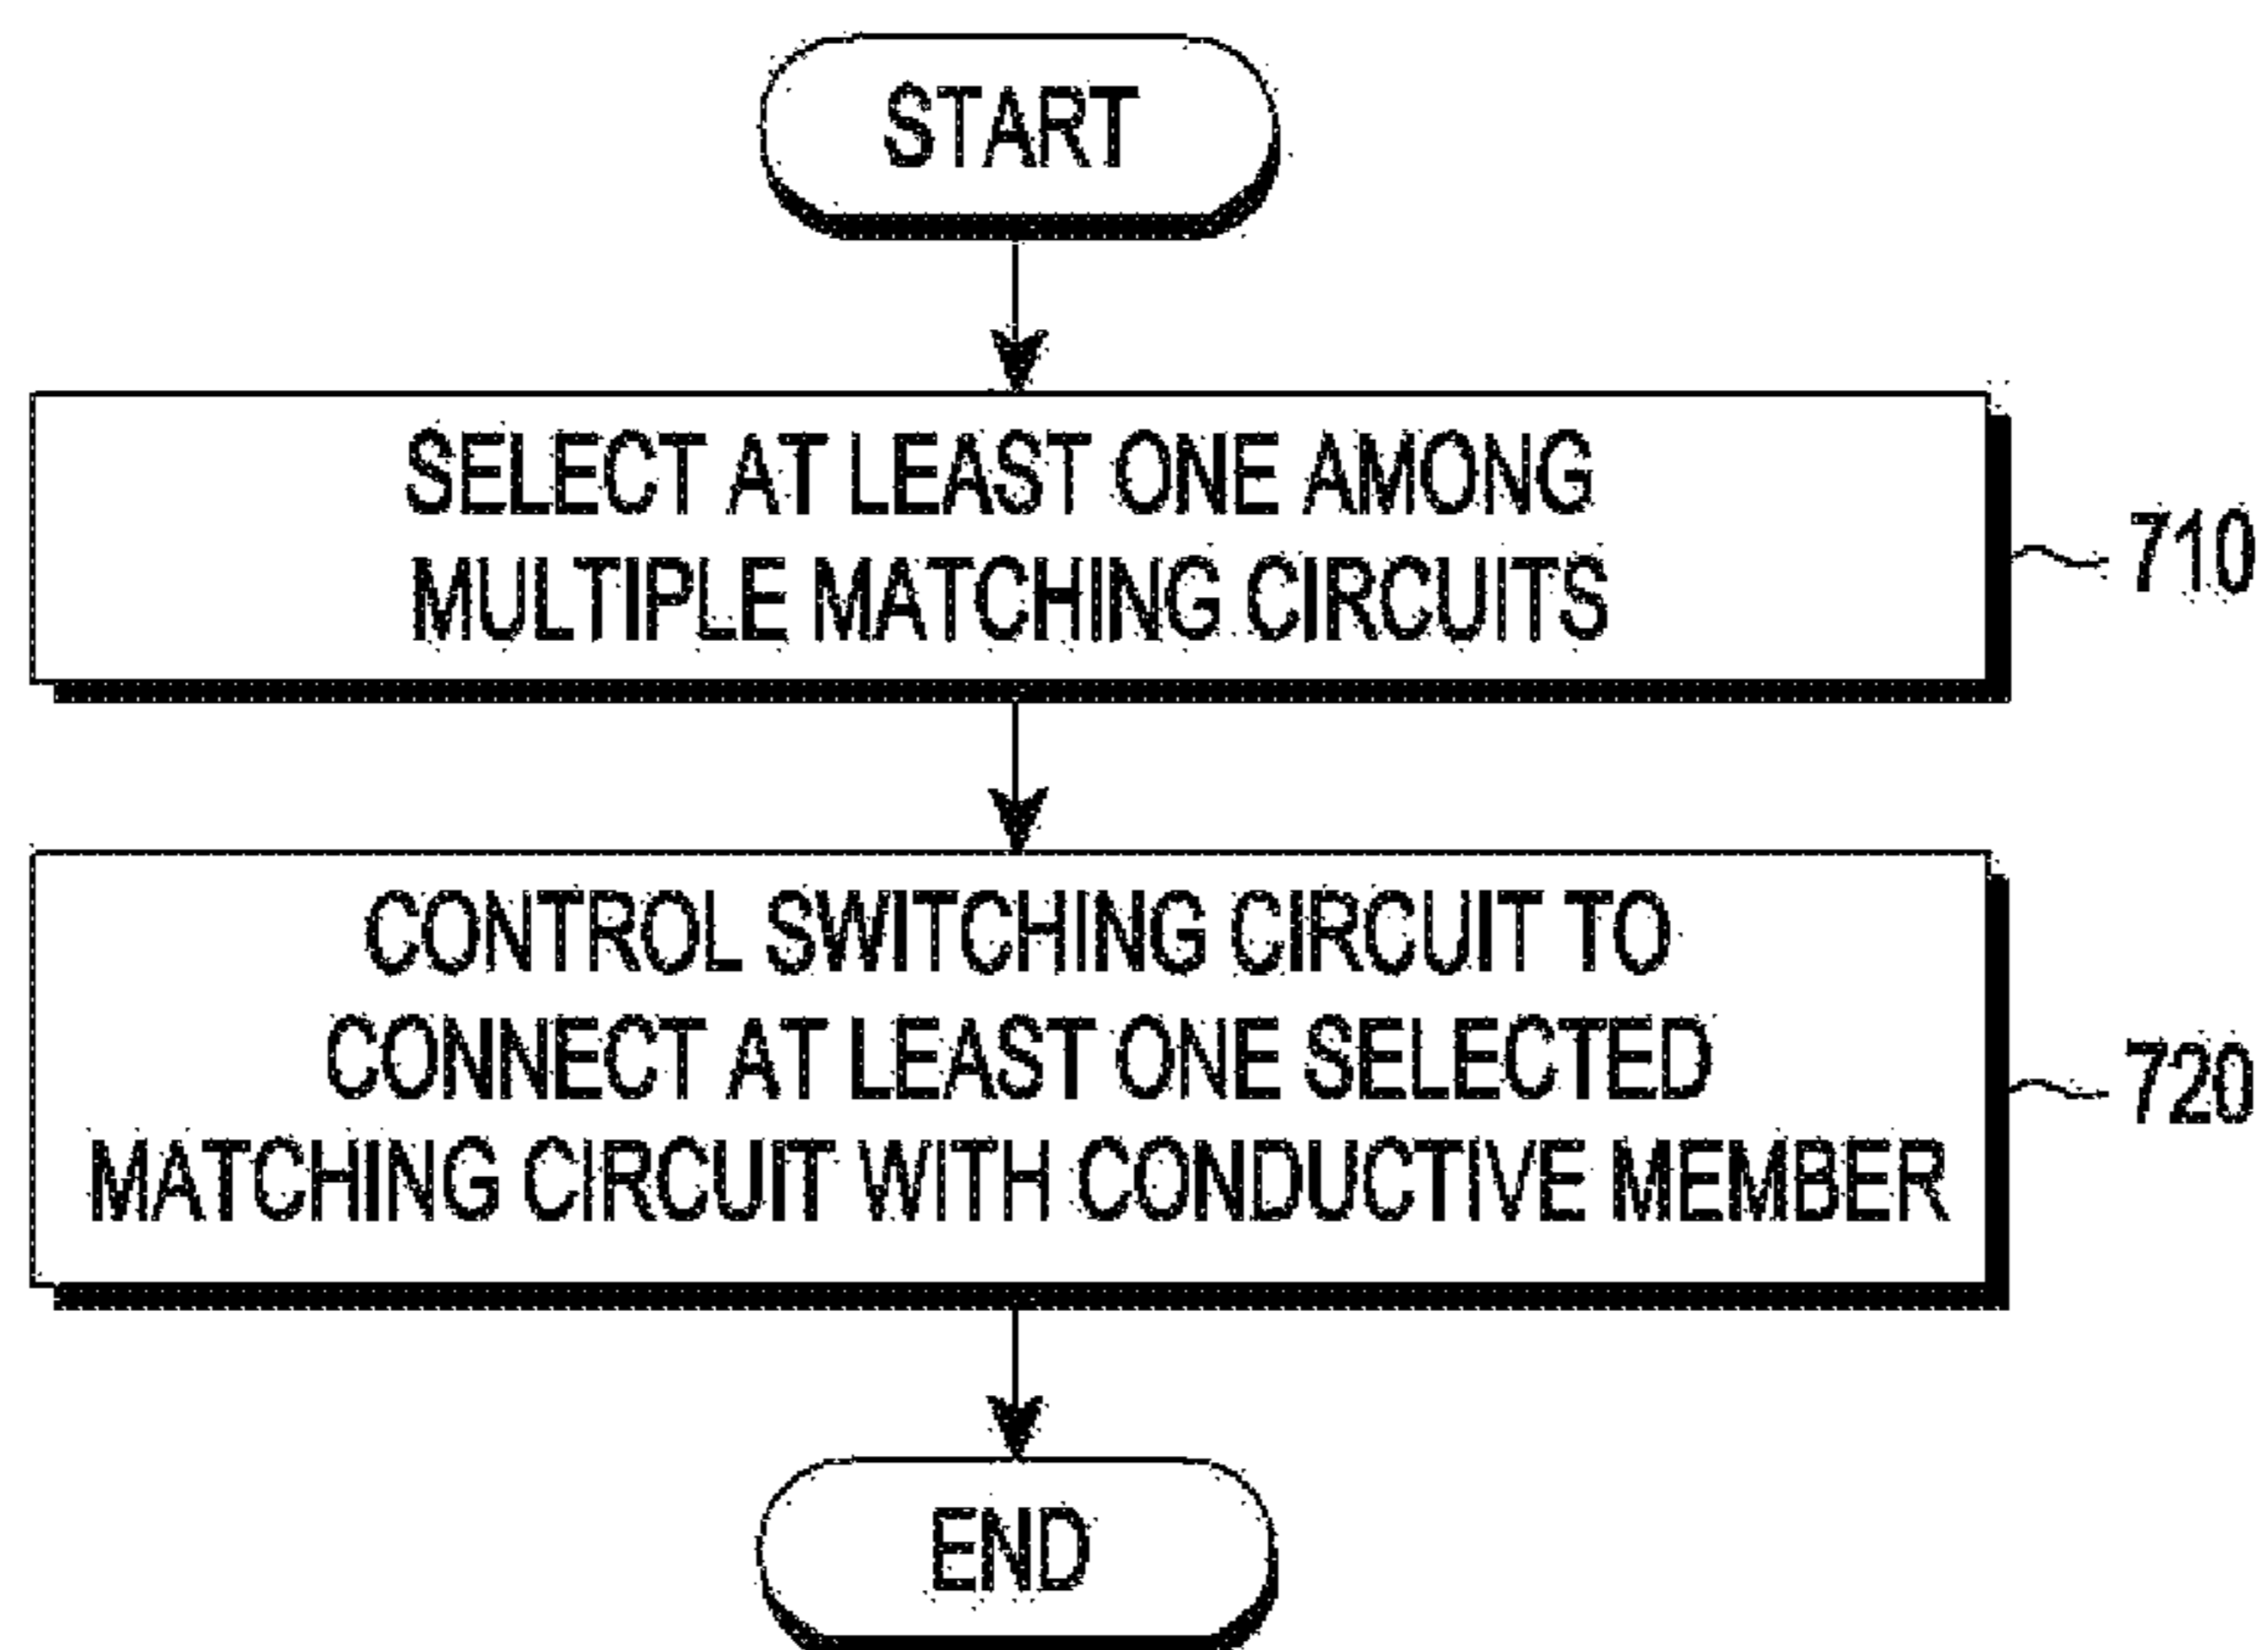 START
SELECT AT LEAST ONE AMONG
MULTIPLE MATCHING CIRCUITS
710
CONTROL SWITCHING CIRCUIT TO
CONNECT AT LEAST ONE SELECTED
MATCHING CIRCUIT WITH CONDUCTIVE MEMBER
720
END